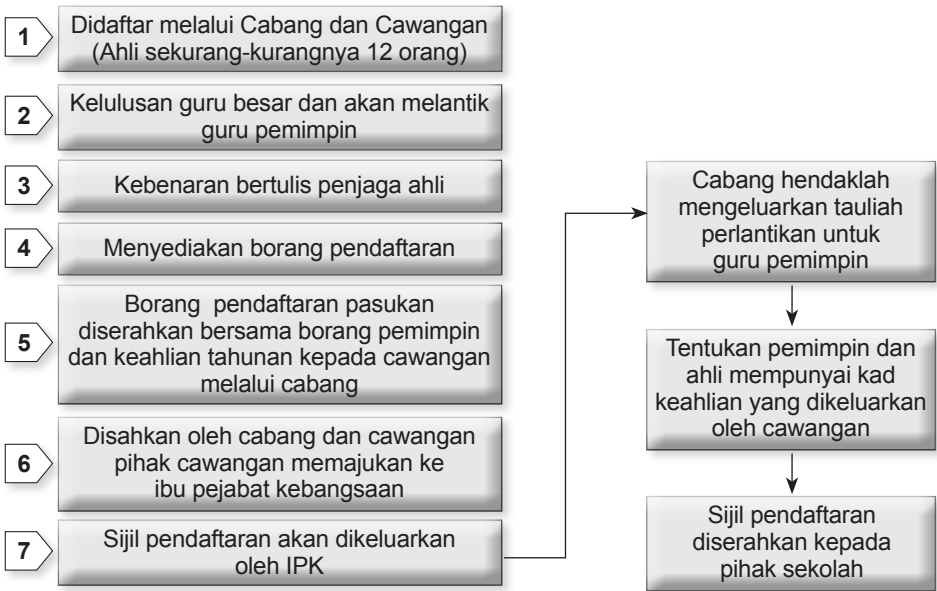 1
Didaftar melalui Cabang dan Cawangan
(Ahli sekurang-kurangnya 12 orang)
2
Kelulusan guru besar dan akan melantik
guru pemimpin
3
Kebenaran bertulis penjaga ahli
4
Menyediakan borang pendaftaran
5
Borang pendaftaran pasukan
diserahkan bersama borang pemimpin
dan keahlian tahunan kepada cawangan
melalui cabang
6
Disahkan oleh cabang dan cawangan
pihak cawangan memajukan ke
ibu pejabat kebangsaan
7
Sijil pendaftaran akan dikeluarkan
oleh IPK
Cabang hendaklah
mengeluarkan tauliah
perlantikan untuk
guru pemimpin
Tentukan pemimpin dan
ahli mempunyai kad
keahlian yang dikeluarkan
oleh cawangan
Sijil pendaftaran
diserahkan kepada
pihak sekolah